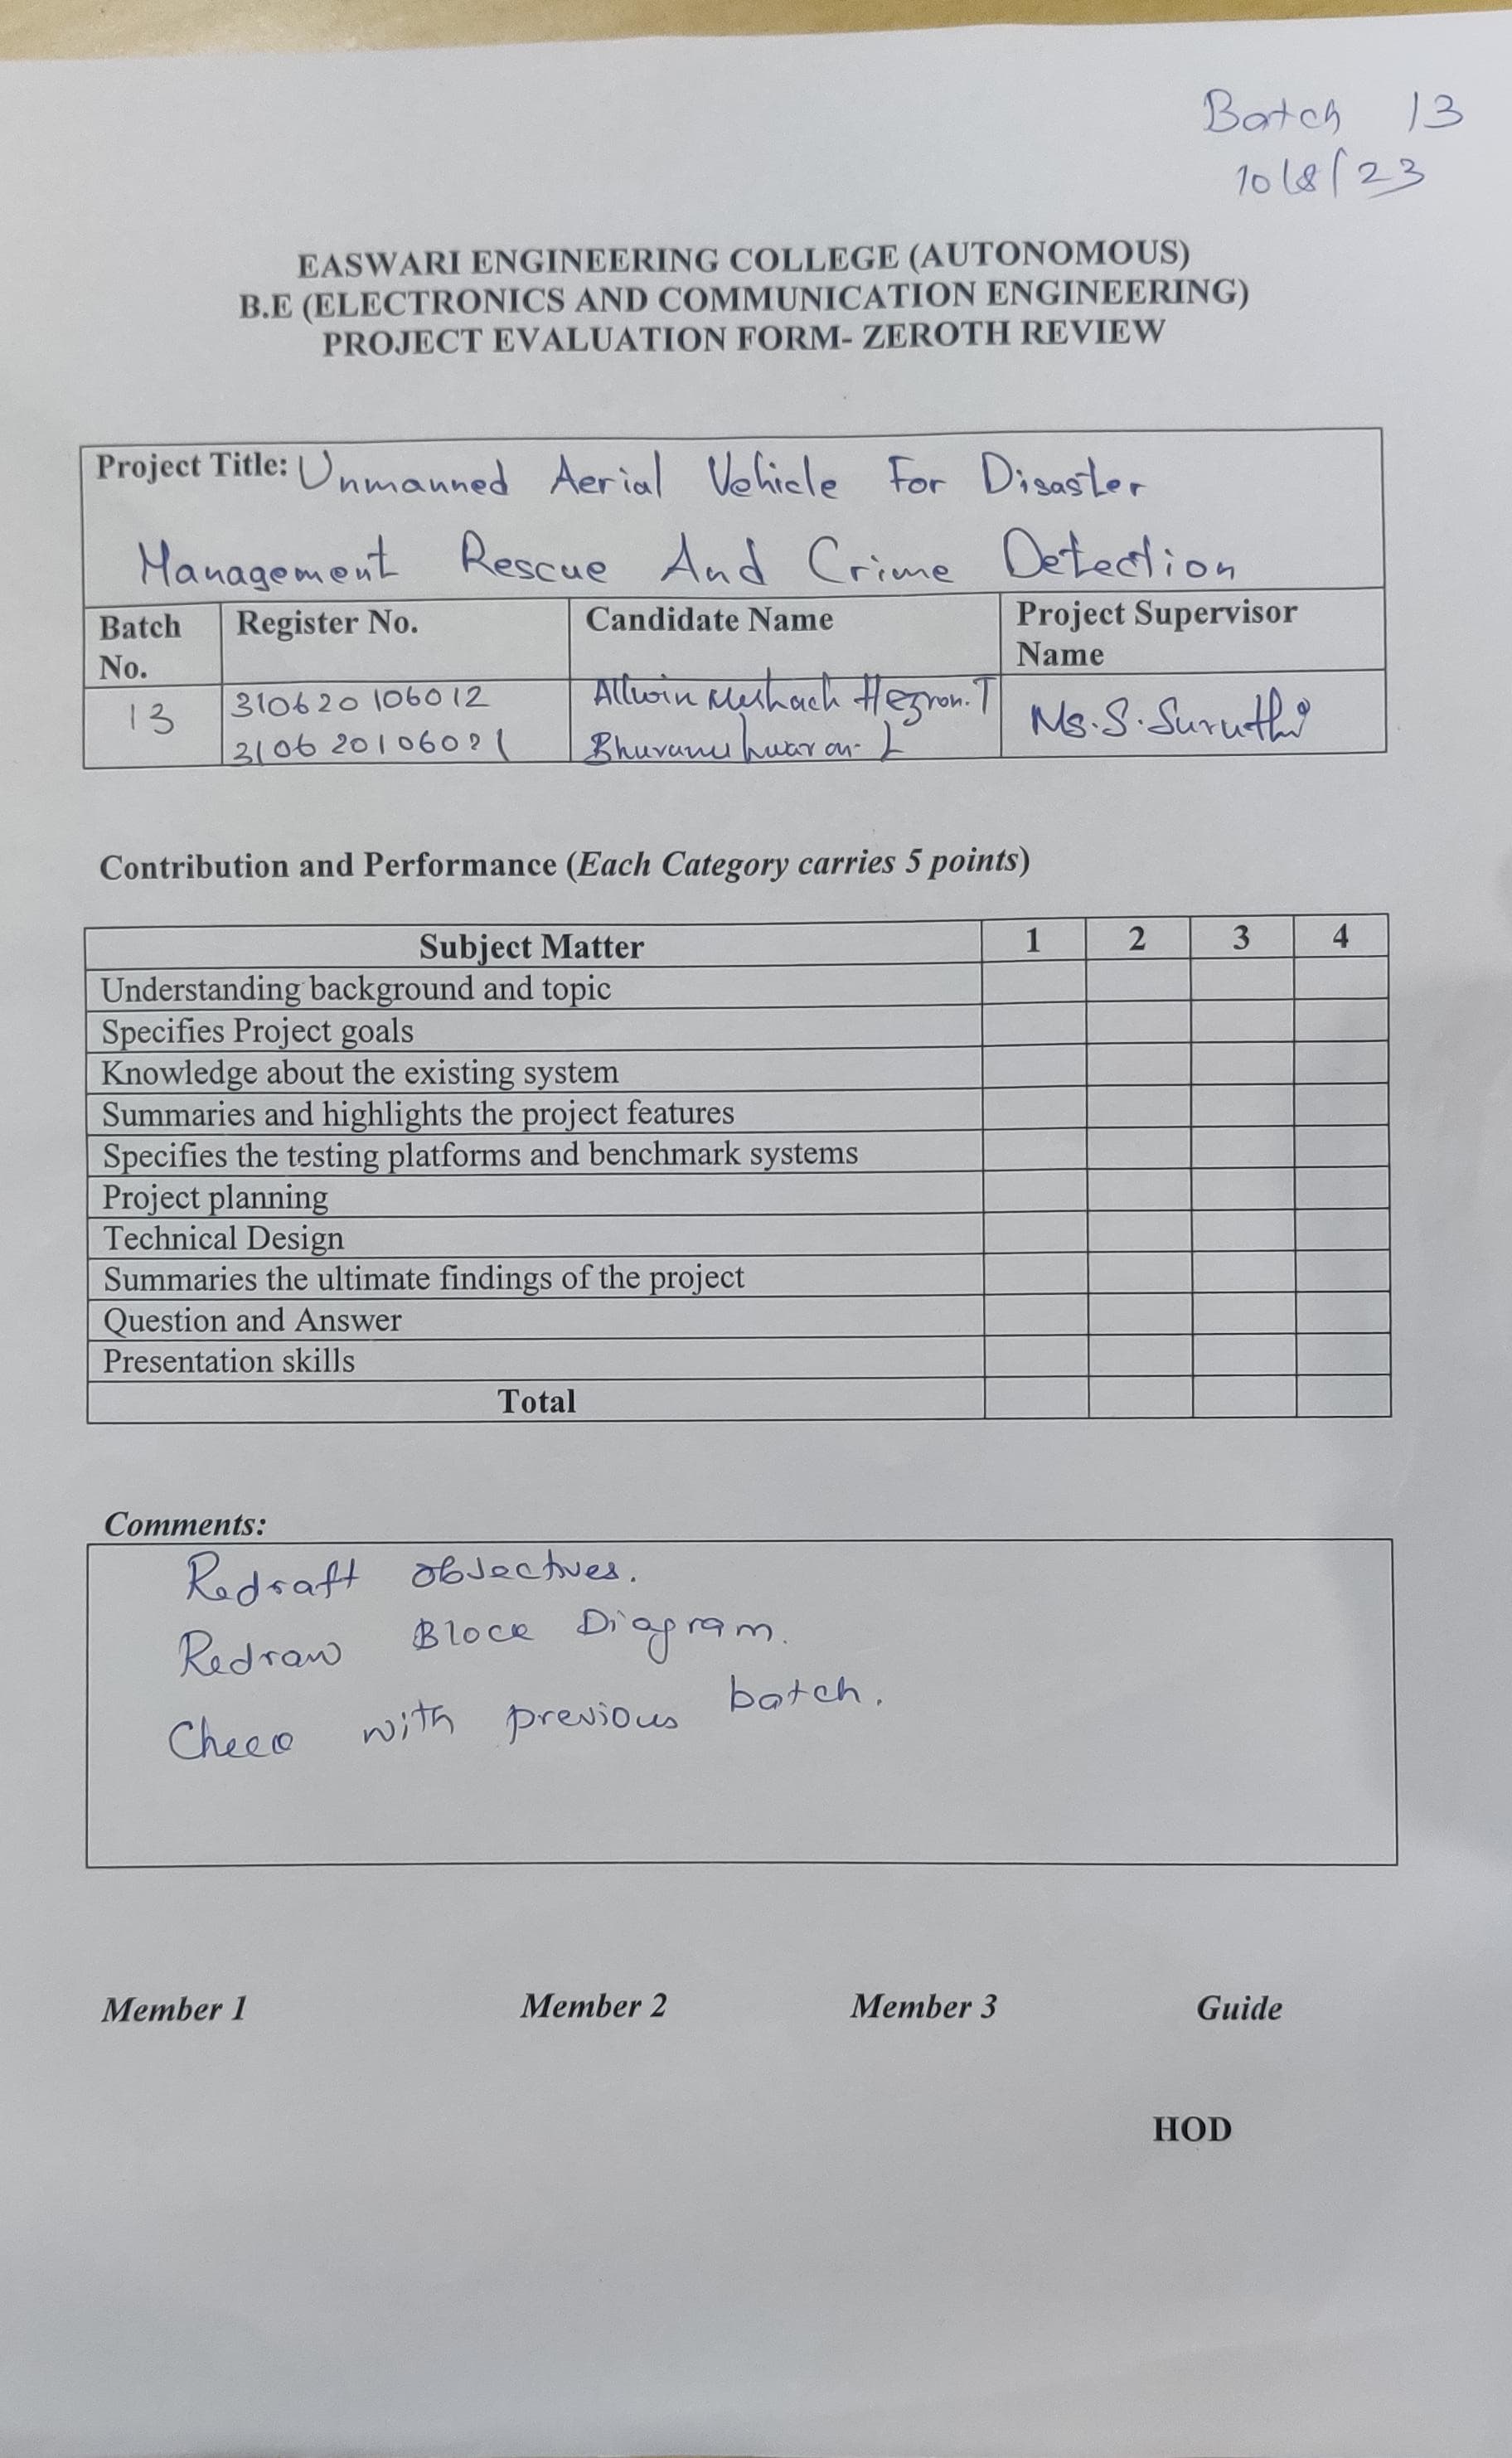 Batch 13
10/8/23
EASWARI ENGINEERING COLLEGE (AUTONOMOUS)
B.E (ELECTRONICS AND COMMUNICATION ENGINEERING)
PROJECT EVALUATION FORM- ZEROTH REVIEW
Project Title: Unmanned Aerial Vehicle For Disaster
Management Rescue And Crime Detection
Batch No. Register No. Candidate Name Project Supervisor Name
13 310620106012 Allwin Meshach Hezron. T Ms. S. Suruthi
310620106021 Bhuvaneshwaran. L
Contribution and Performance (Each Category carries 5 points)
Subject Matter 1 2 3 4
Understanding background and topic
Specifies Project goals
Knowledge about the existing system
Summaries and highlights the project features
Specifies the testing platforms and benchmark systems
Project planning
Technical Design
Summaries the ultimate findings of the project
Question and Answer
Presentation skills
Total
Comments:
Redraft objectives.
Redraw Block Diagram.
Check with previous batch.
Member 1 Member 2 Member 3 Guide
HOD